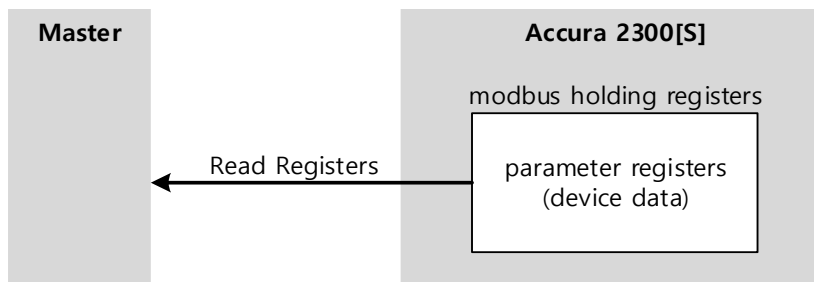 Master
Accura 2300[S]
modbus holding registers
Read Registers
parameter registers
(device data)